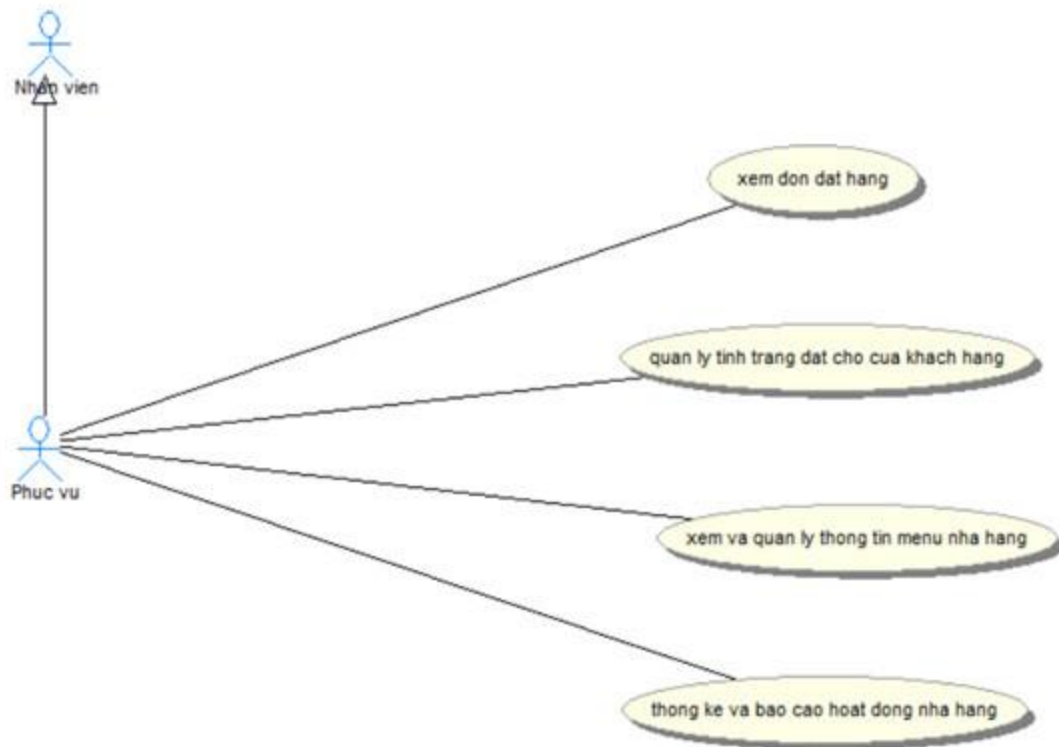 Nhan vien
xem don dat hang
quan ly tinh trang dat cho cua khach hang
Phuc vu
xem va quan ly thong tin menu nha hang
thong ke va bao cao hoat dong nha hang